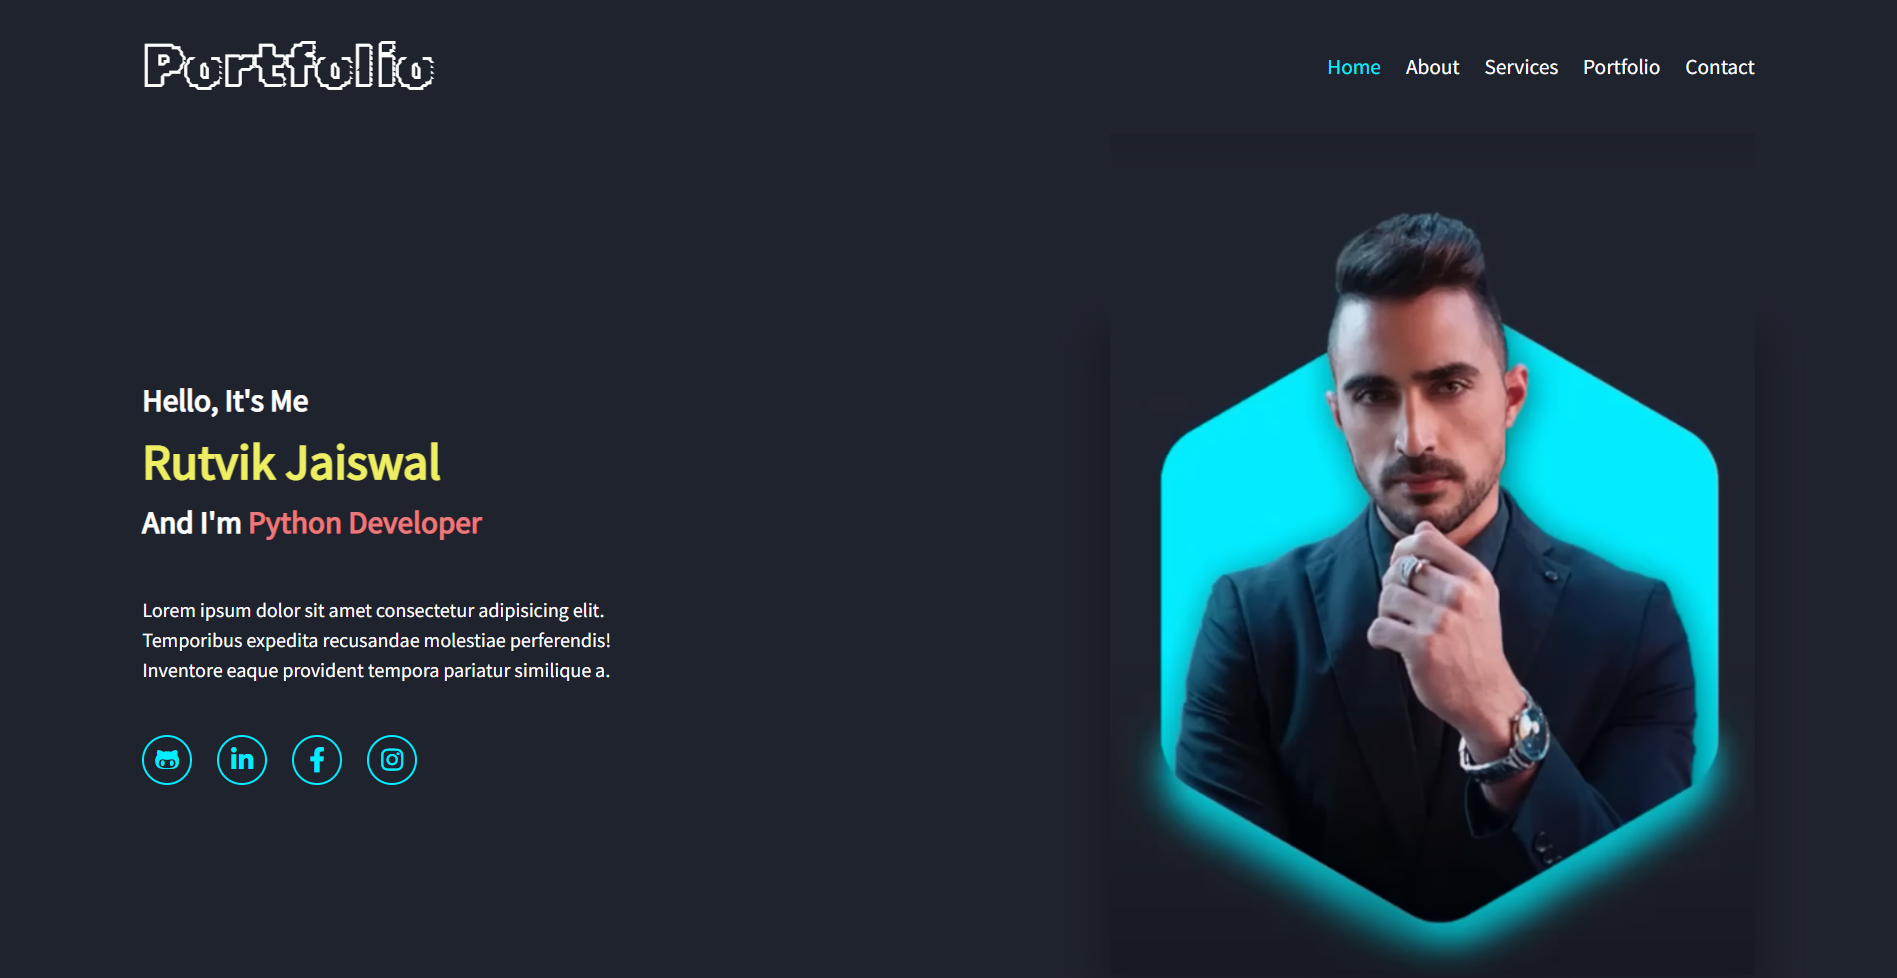 Portfolio
Home About Services Portfolio Contact
Hello, It's Me
Rutvik Jaiswal
And I'm Python Developer
Lorem ipsum dolor sit amet consectetur adipisicing elit.
Temporibus expedita recusandae molestiae perferendis!
Inventore eaque provident tempora pariatur similique a.